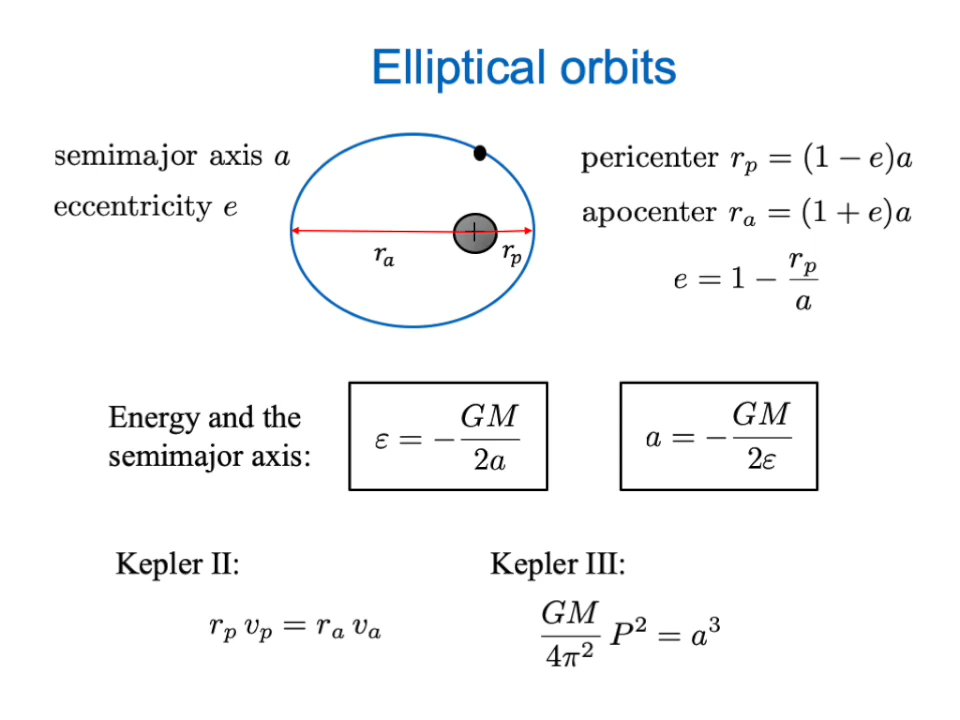 Elliptical orbits
semimajor axis a
eccentricity e
r_a
r_p
pericenter r_p = (1 − e)a
apocenter r_a = (1 + e)a
e = 1 − r_p/a
Energy and the
semimajor axis:
ε = −GM/2a
a = −GM/2ε
Kepler II:
r_p v_p = r_a v_a
Kepler III:
GM/4π² P² = a³